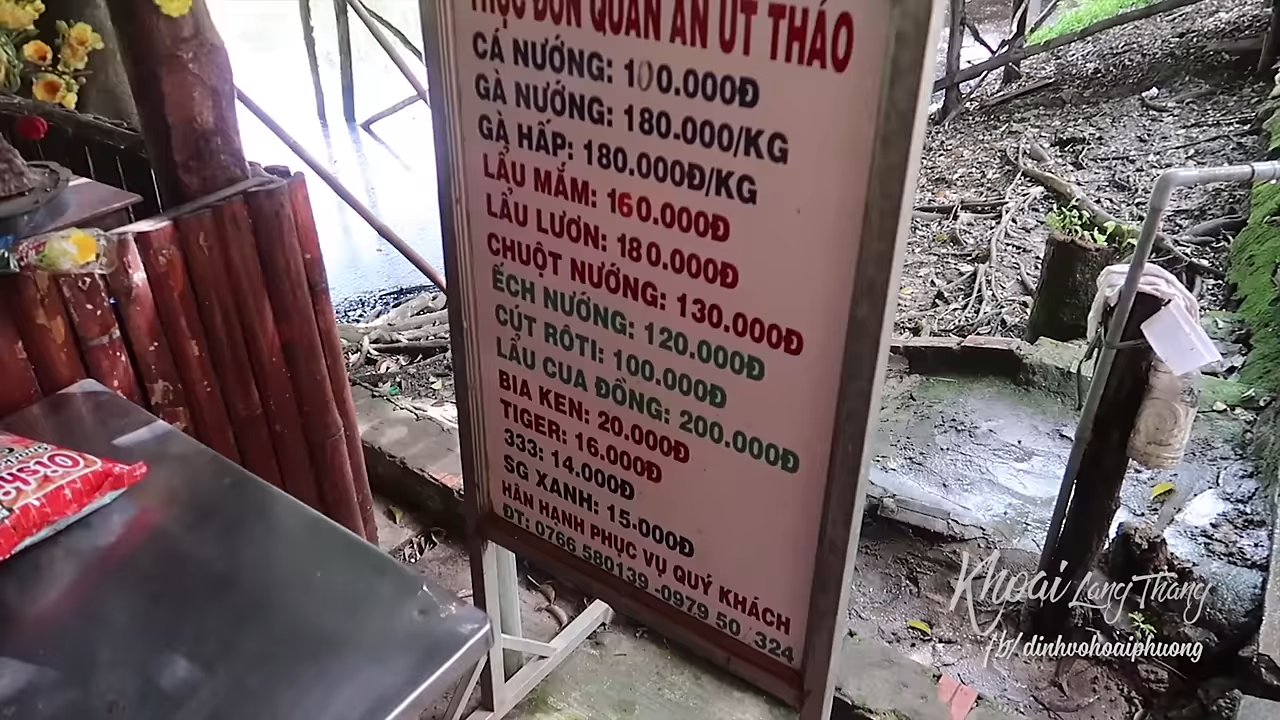 THỰC ĐƠN QUÁN ĂN ÚT THẢO
CÁ NƯỚNG: 100.000Đ
GÀ NƯỚNG: 180.000/KG
GÀ HẤP: 180.000Đ/KG
LẨU MẮM: 160.000Đ
LẨU LƯƠN: 180.000Đ
CHUỘT NƯỚNG: 130.000Đ
ẾCH NƯỚNG: 120.000Đ
CÚT RÔTI: 100.000Đ
LẨU CUA ĐỒNG: 200.000Đ
BIA KEN: 20.000Đ
TIGER: 16.000Đ
333: 14.000Đ
SG XANH: 15.000Đ
HÂN HẠNH PHỤC VỤ QUÝ KHÁCH
ĐT: 0766 580139 -0979 50 324
Oishi
Khoai Lang Thang
fb/dinhvohoaiphuong